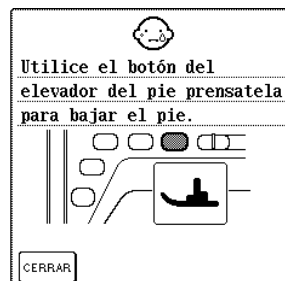 Utilice el botón del
elevador del pie prensatela
para bajar el pie.
CERRAR